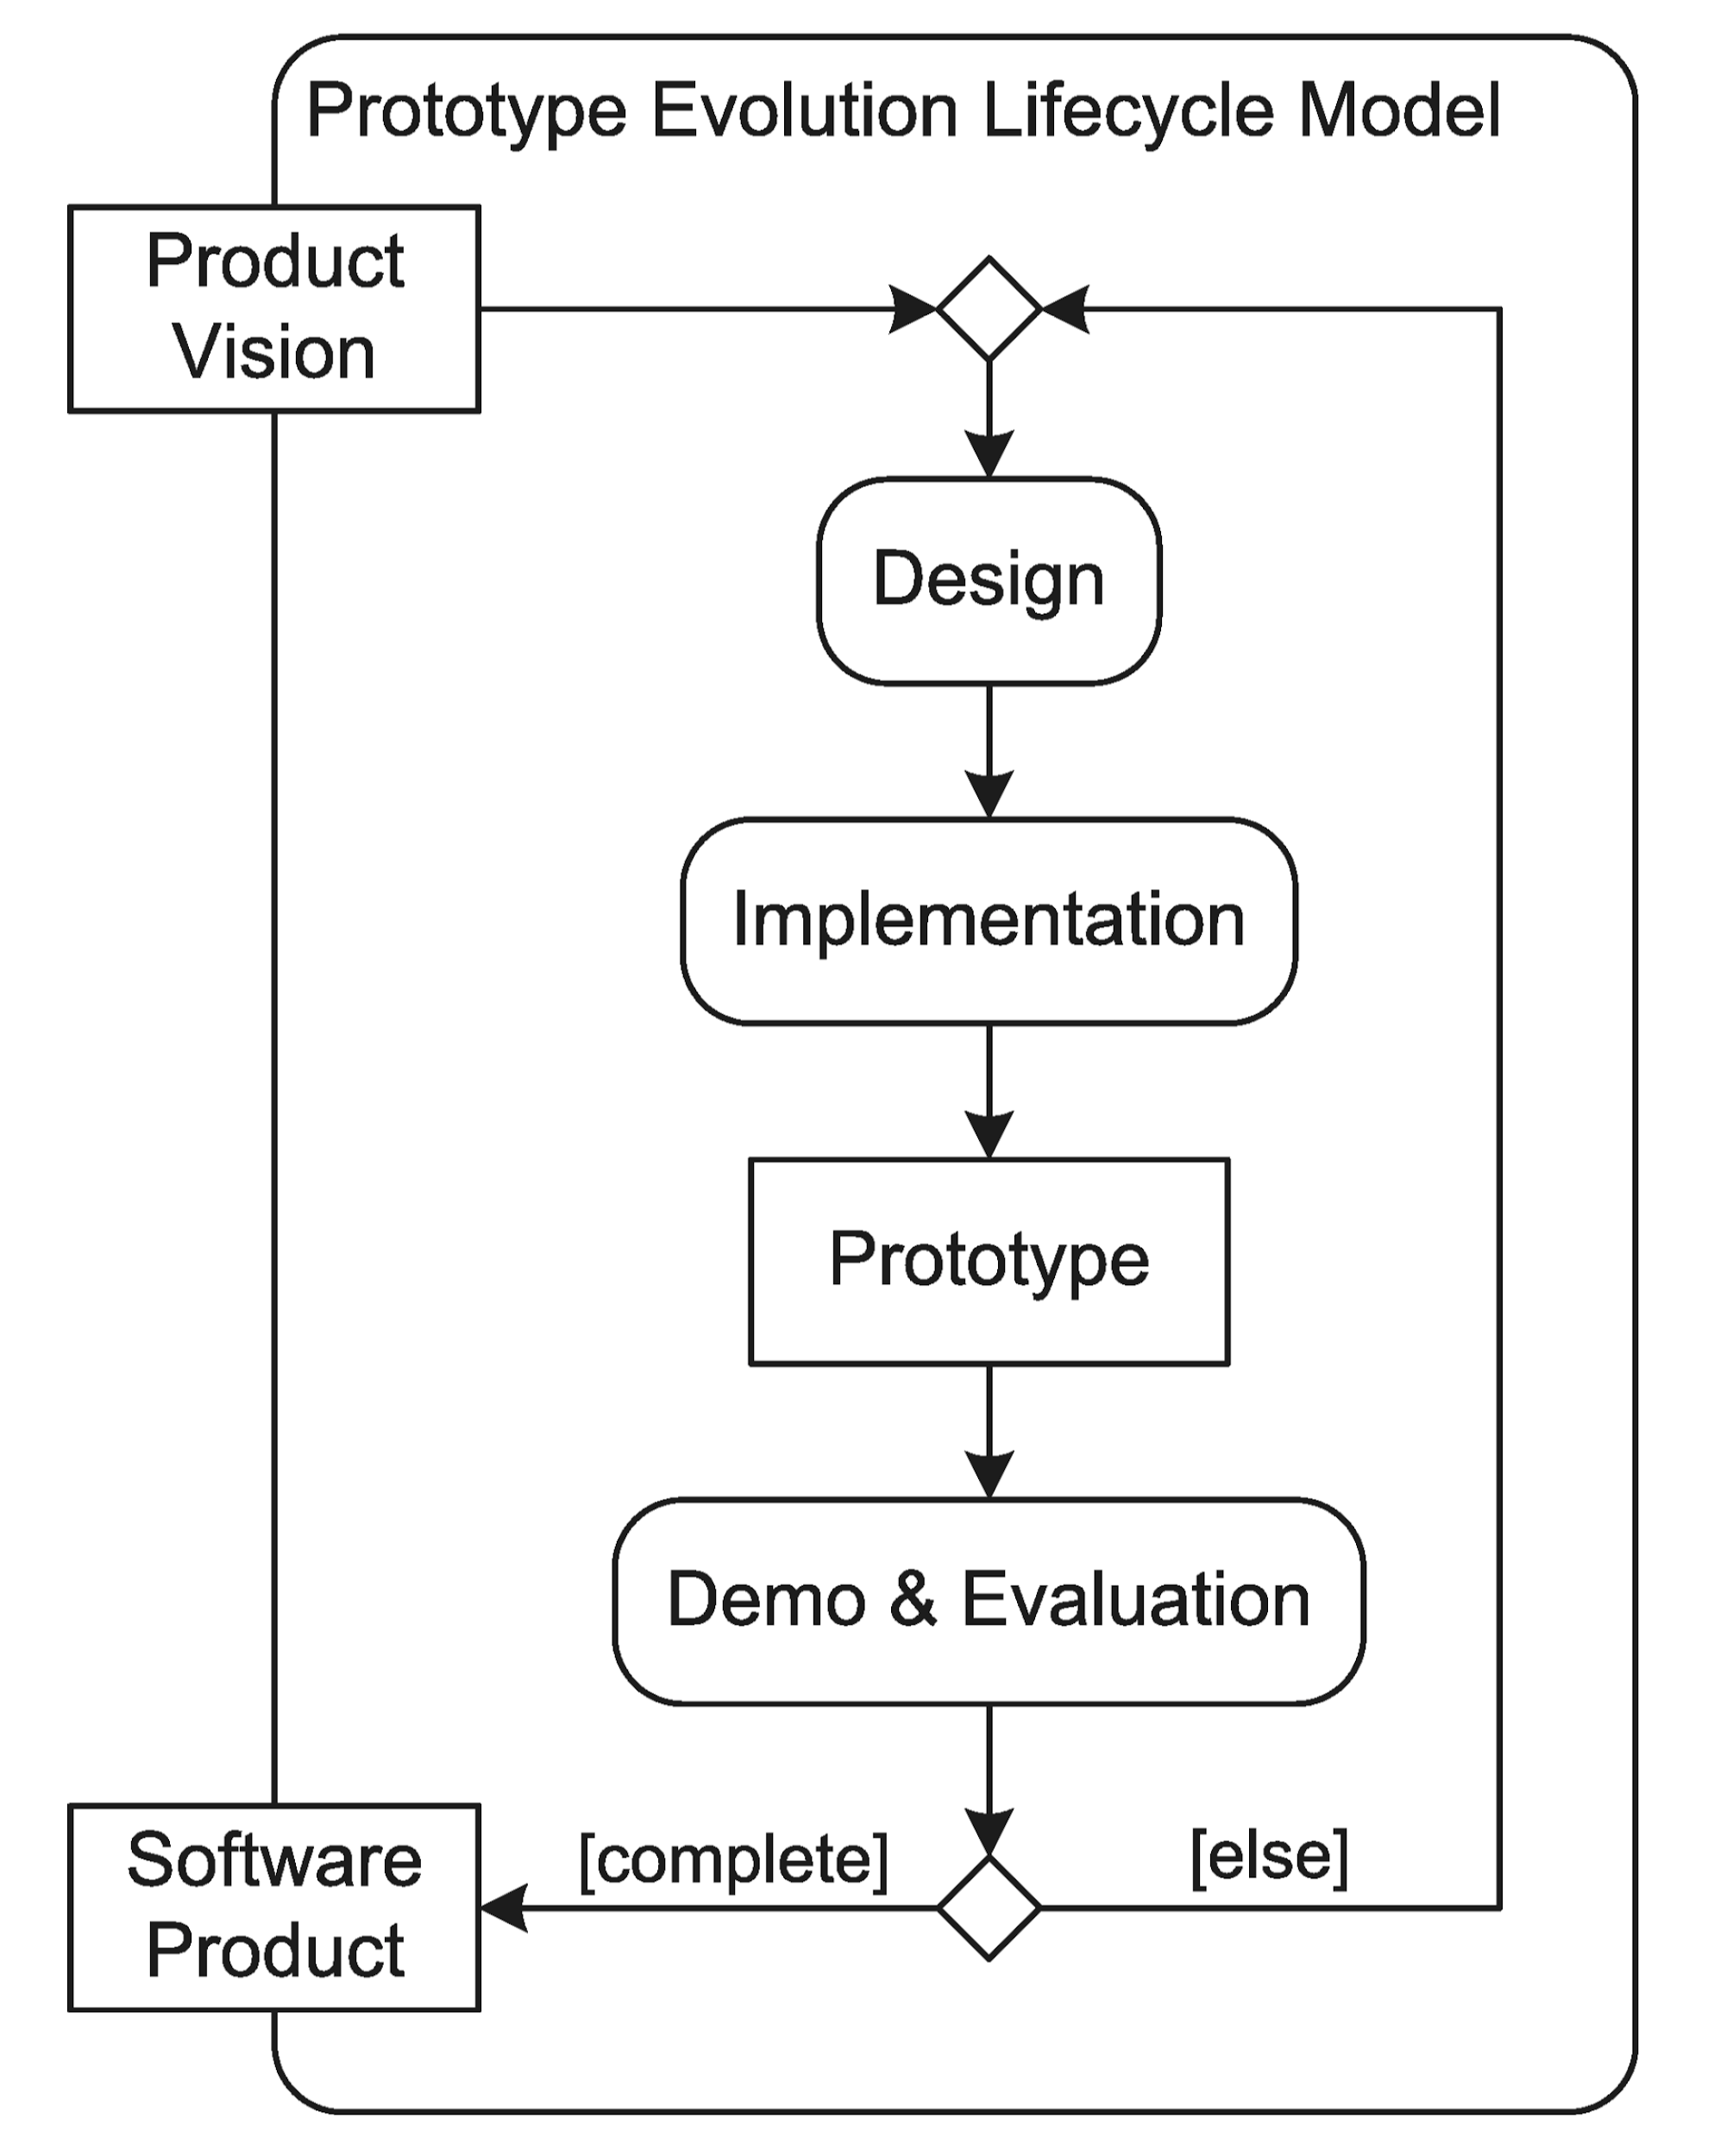 Prototype Evolution Lifecycle Model
Product
Vision
Design
Implementation
Prototype
Demo & Evaluation
[complete]
[else]
Software
Product